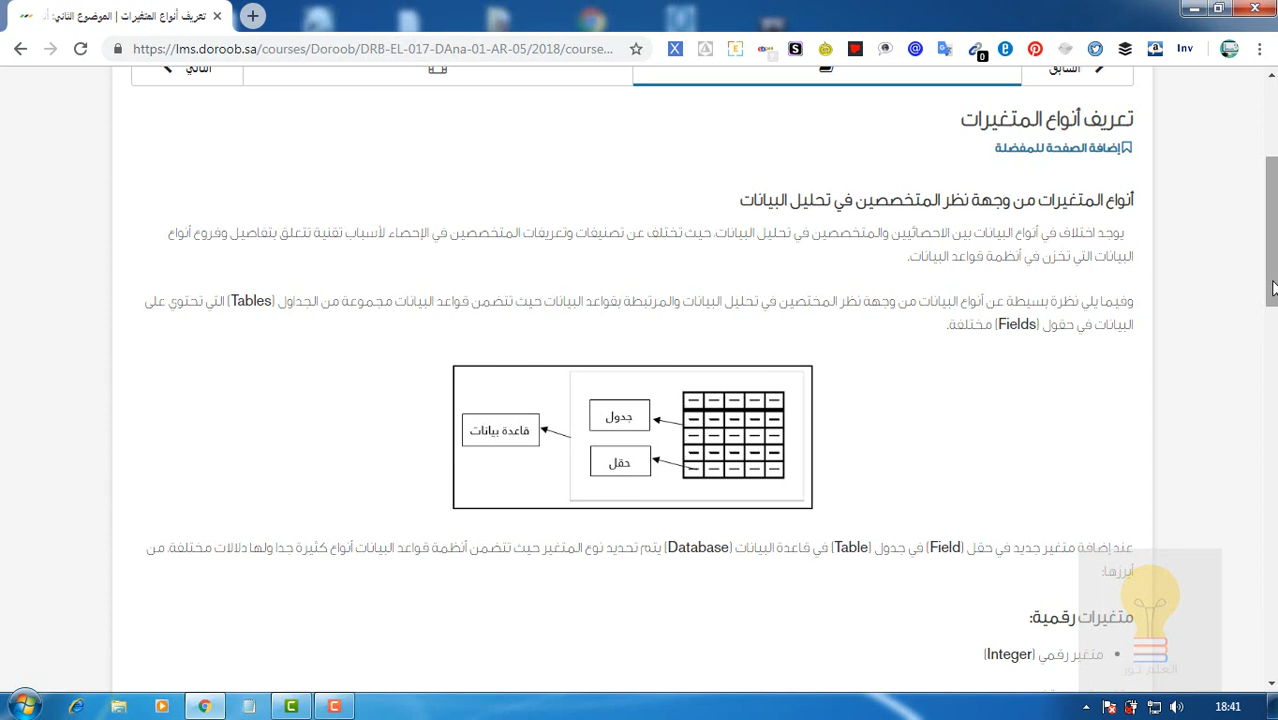 تعريف أنواع المتغيرات | الموضوع الثاني: أن
https://lms.doroob.sa/courses/Doroob/DRB-EL-017-DAna-01-AR-05/2018/course...
Inv
السابق
التالي
تعريف أنواع المتغيرات
إضافة الصفحة للمفضلة
أنواع المتغيرات من وجهة نظر المتخصصين في تحليل البيانات
يوجد اختلاف في أنواع البيانات بين الاحصائيين والمتخصصين في تحليل البيانات، حيث تختلف عن تصنيفات وتعريفات المتخصصين في الإحصاء لأسباب تقنية تتعلق بتفاصيل وفروع أنواع
البيانات التي تخزن في أنظمة قواعد البيانات.
وفيما يلي نظرة بسيطة عن أنواع البيانات من وجهة نظر المختصين في تحليل البيانات والمرتبطة بقواعد البيانات حيث تتضمن قواعد البيانات مجموعة من الجداول (Tables) التي تحتوي على
البيانات في حقول (Fields) مختلفة.
جدول
قاعدة بيانات
حقل
عند إضافة متغير جديد في حقل (Field) في جدول (Table) في قاعدة البيانات (Database) يتم تحديد نوع المتغير حيث تتضمن أنظمة قواعد البيانات أنواع كثيرة جدا ولها دلالات مختلفة، من
أبرزها:
متغيرات رقمية:
• متغير رقمي (Integer)
العلم نور
18:41